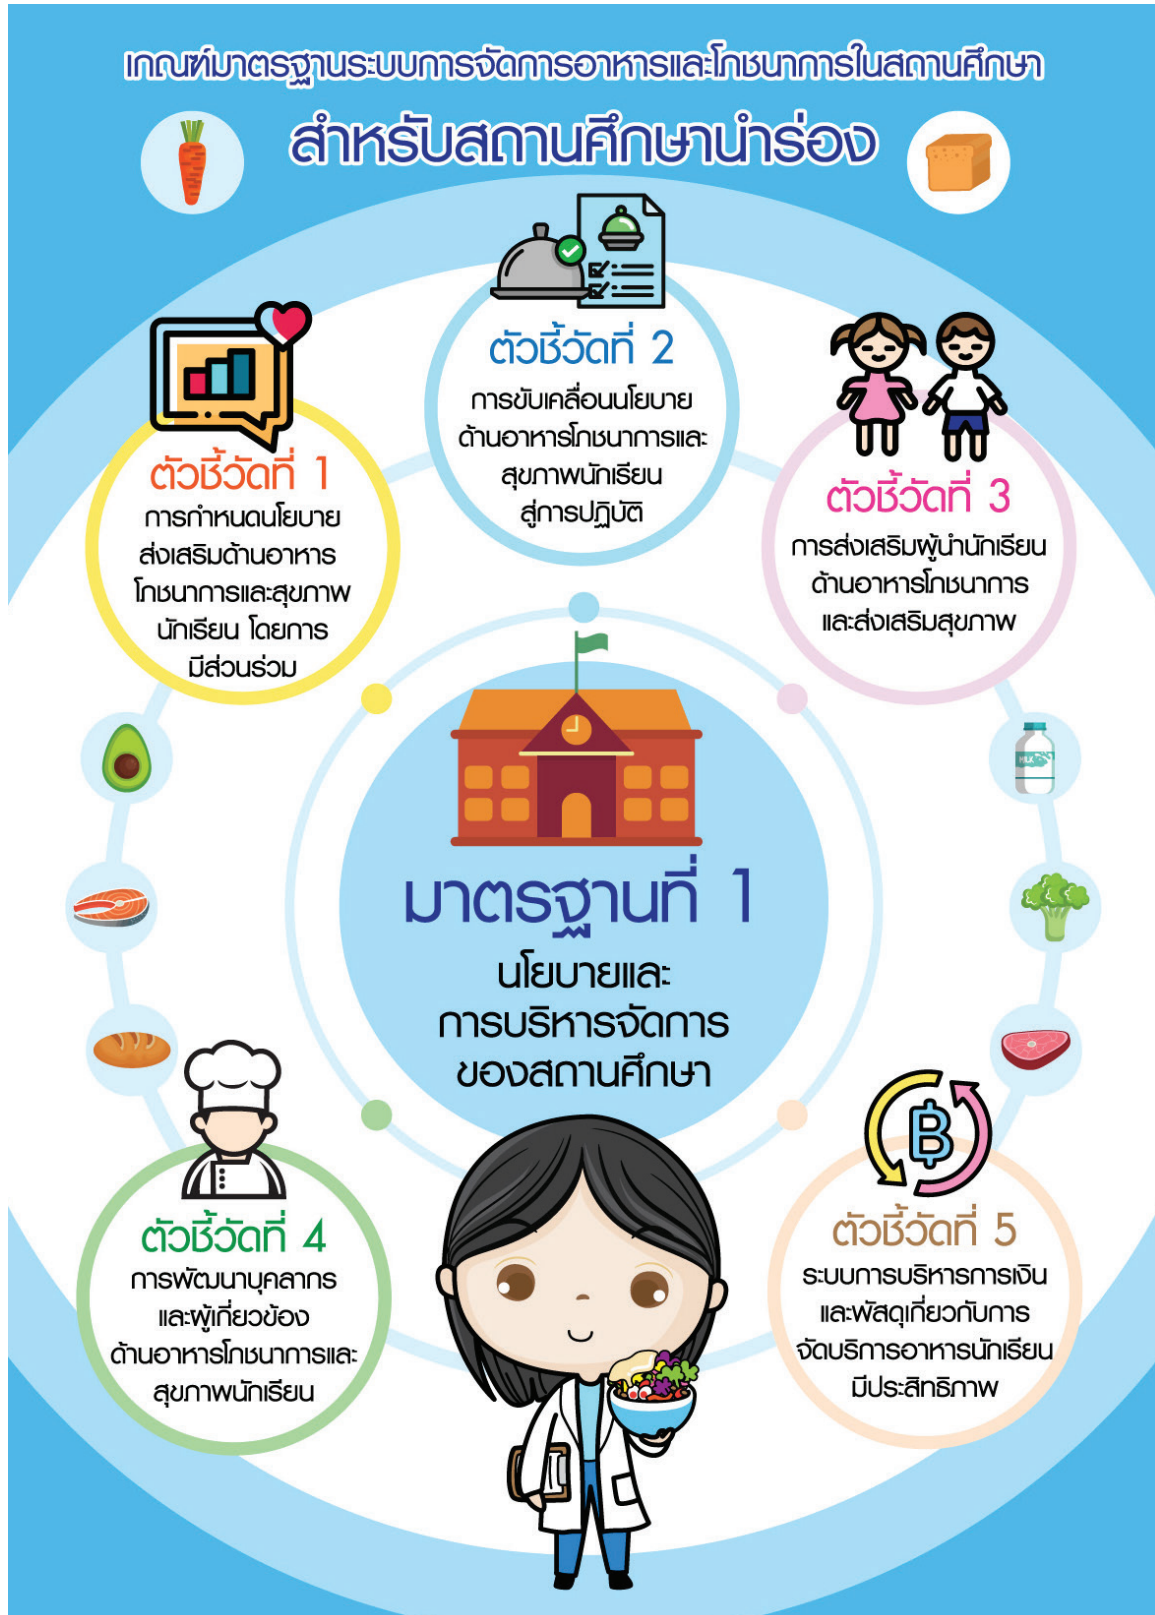 เกณฑ์มาตรฐานระบบการจัดการอาหารและโภชนาการในสถานศึกษา
สำหรับสถานศึกษานำร่อง
ตัวชี้วัดที่ 1
การกำหนดนโยบาย
ส่งเสริมด้านอาหาร
โภชนาการและสุขภาพ
นักเรียน โดยการ
มีส่วนร่วม
ตัวชี้วัดที่ 2
การขับเคลื่อนนโยบาย
ด้านอาหารโภชนาการและ
สุขภาพนักเรียน
สู่การปฏิบัติ
ตัวชี้วัดที่ 3
การส่งเสริมผู้นำนักเรียน
ด้านอาหารโภชนาการ
และส่งเสริมสุขภาพ
MILK
มาตรฐานที่ 1
นโยบายและ
การบริหารจัดการ
ของสถานศึกษา
ตัวชี้วัดที่ 4
การพัฒนาบุคลากร
และผู้เกี่ยวข้อง
ด้านอาหารโภชนาการและ
สุขภาพนักเรียน
฿
ตัวชี้วัดที่ 5
ระบบการบริหารการเงิน
และพัสดุเกี่ยวกับการ
จัดบริการอาหารนักเรียน
มีประสิทธิภาพ